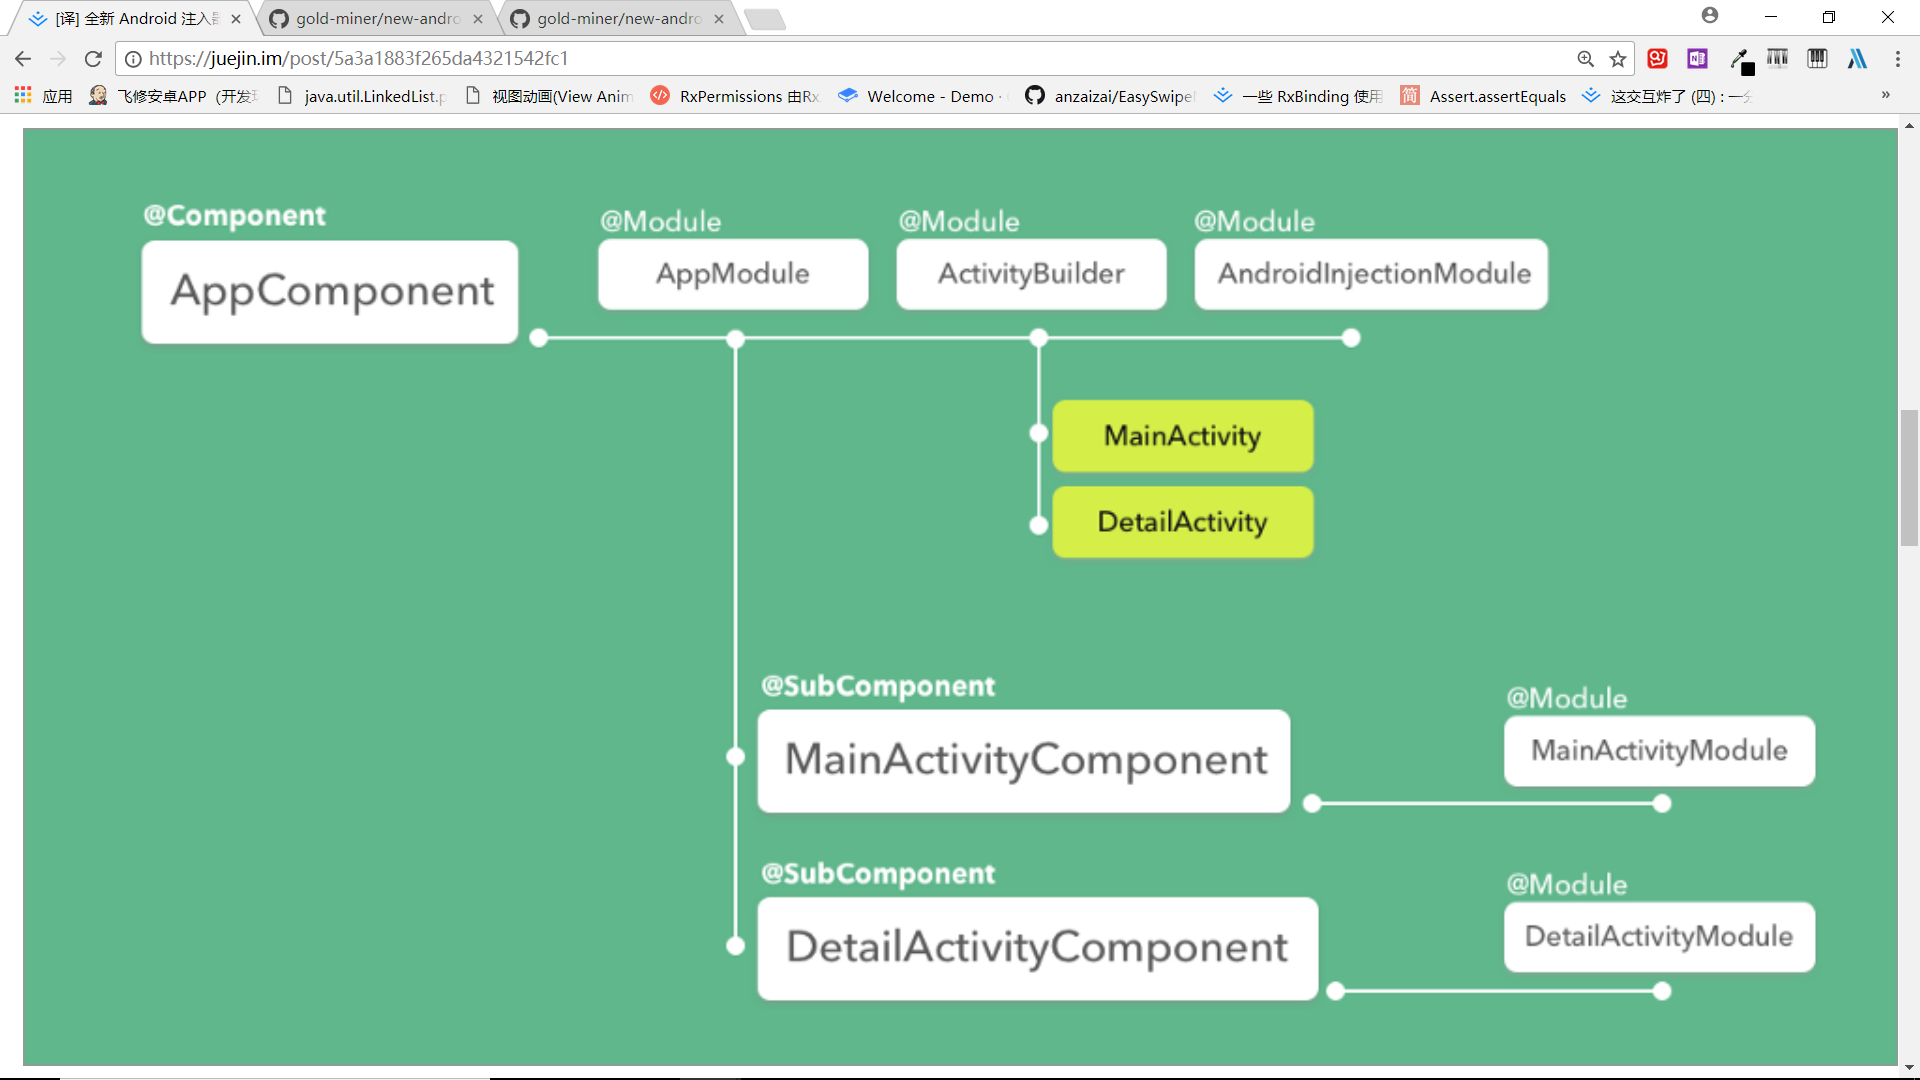 [译] 全新 Android 注入
gold-miner/new-andro
gold-miner/new-andro
https://juejin.im/post/5a3a1883f265da4321542fc1
应用
飞修安卓APP（开发
java.util.LinkedList.
视图动画(View Anim
RxPermissions 由Rx
Welcome - Demo ·
anzaizai/EasySwipe
一些 RxBinding 使用
简
Assert.assertEquals
这交互炸了 (四) : 一
»
@Component
AppComponent
@Module
AppModule
@Module
ActivityBuilder
@Module
AndroidInjectionModule
MainActivity
DetailActivity
@SubComponent
MainActivityComponent
@Module
MainActivityModule
@SubComponent
DetailActivityComponent
@Module
DetailActivityModule